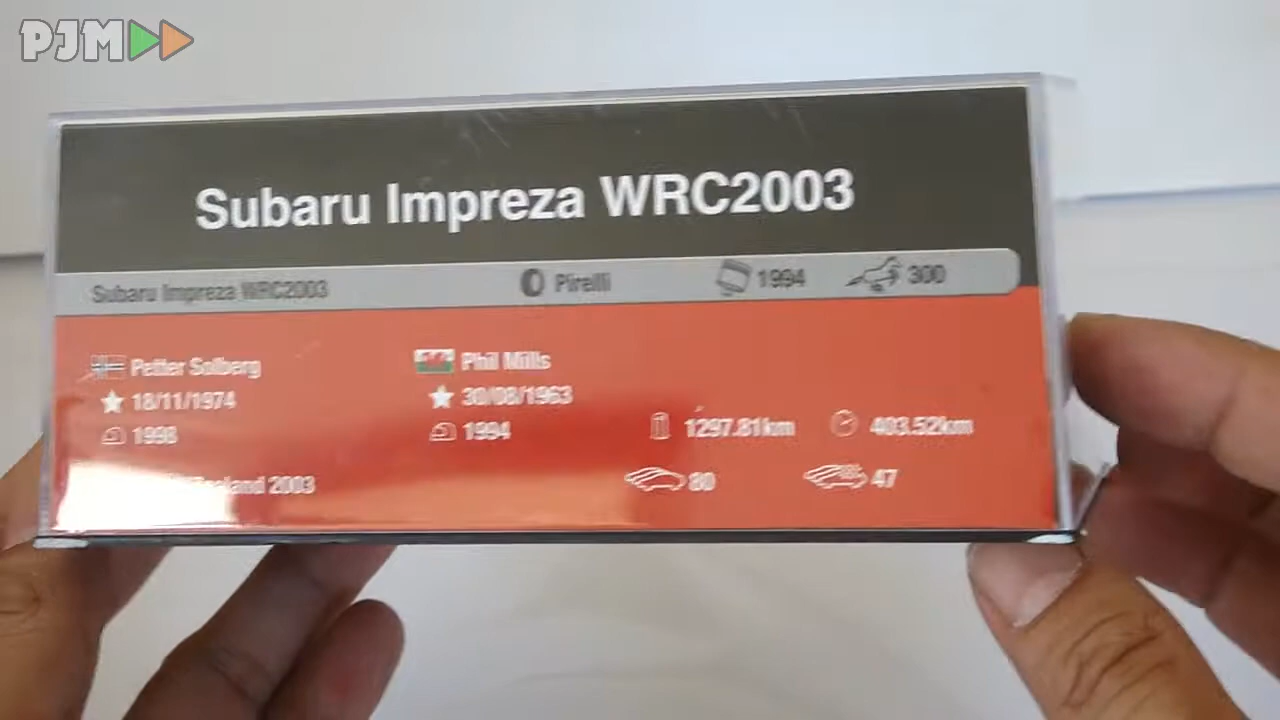 PJM
Subaru Impreza WRC2003
Subaru Impreza WRC2003 Pirelli 1994 300
Petter Solberg Phil Mills
18/11/1974 30/08/1963
1998 1994 1297.81km 403.52km
2003 80 47